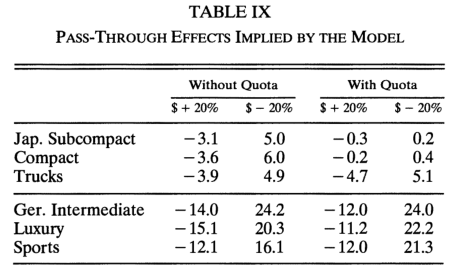 TABLE IX
PASS-THROUGH EFFECTS IMPLIED BY THE MODEL
Without Quota With Quota
$ + 20% $ − 20% $ + 20% $ − 20%
Jap. Subcompact −3.1 5.0 −0.3 0.2
Compact −3.6 6.0 −0.2 0.4
Trucks −3.9 4.9 −4.7 5.1
Ger. Intermediate −14.0 24.2 −12.0 24.0
Luxury −15.1 20.3 −11.2 22.2
Sports −12.1 16.1 −12.0 21.3